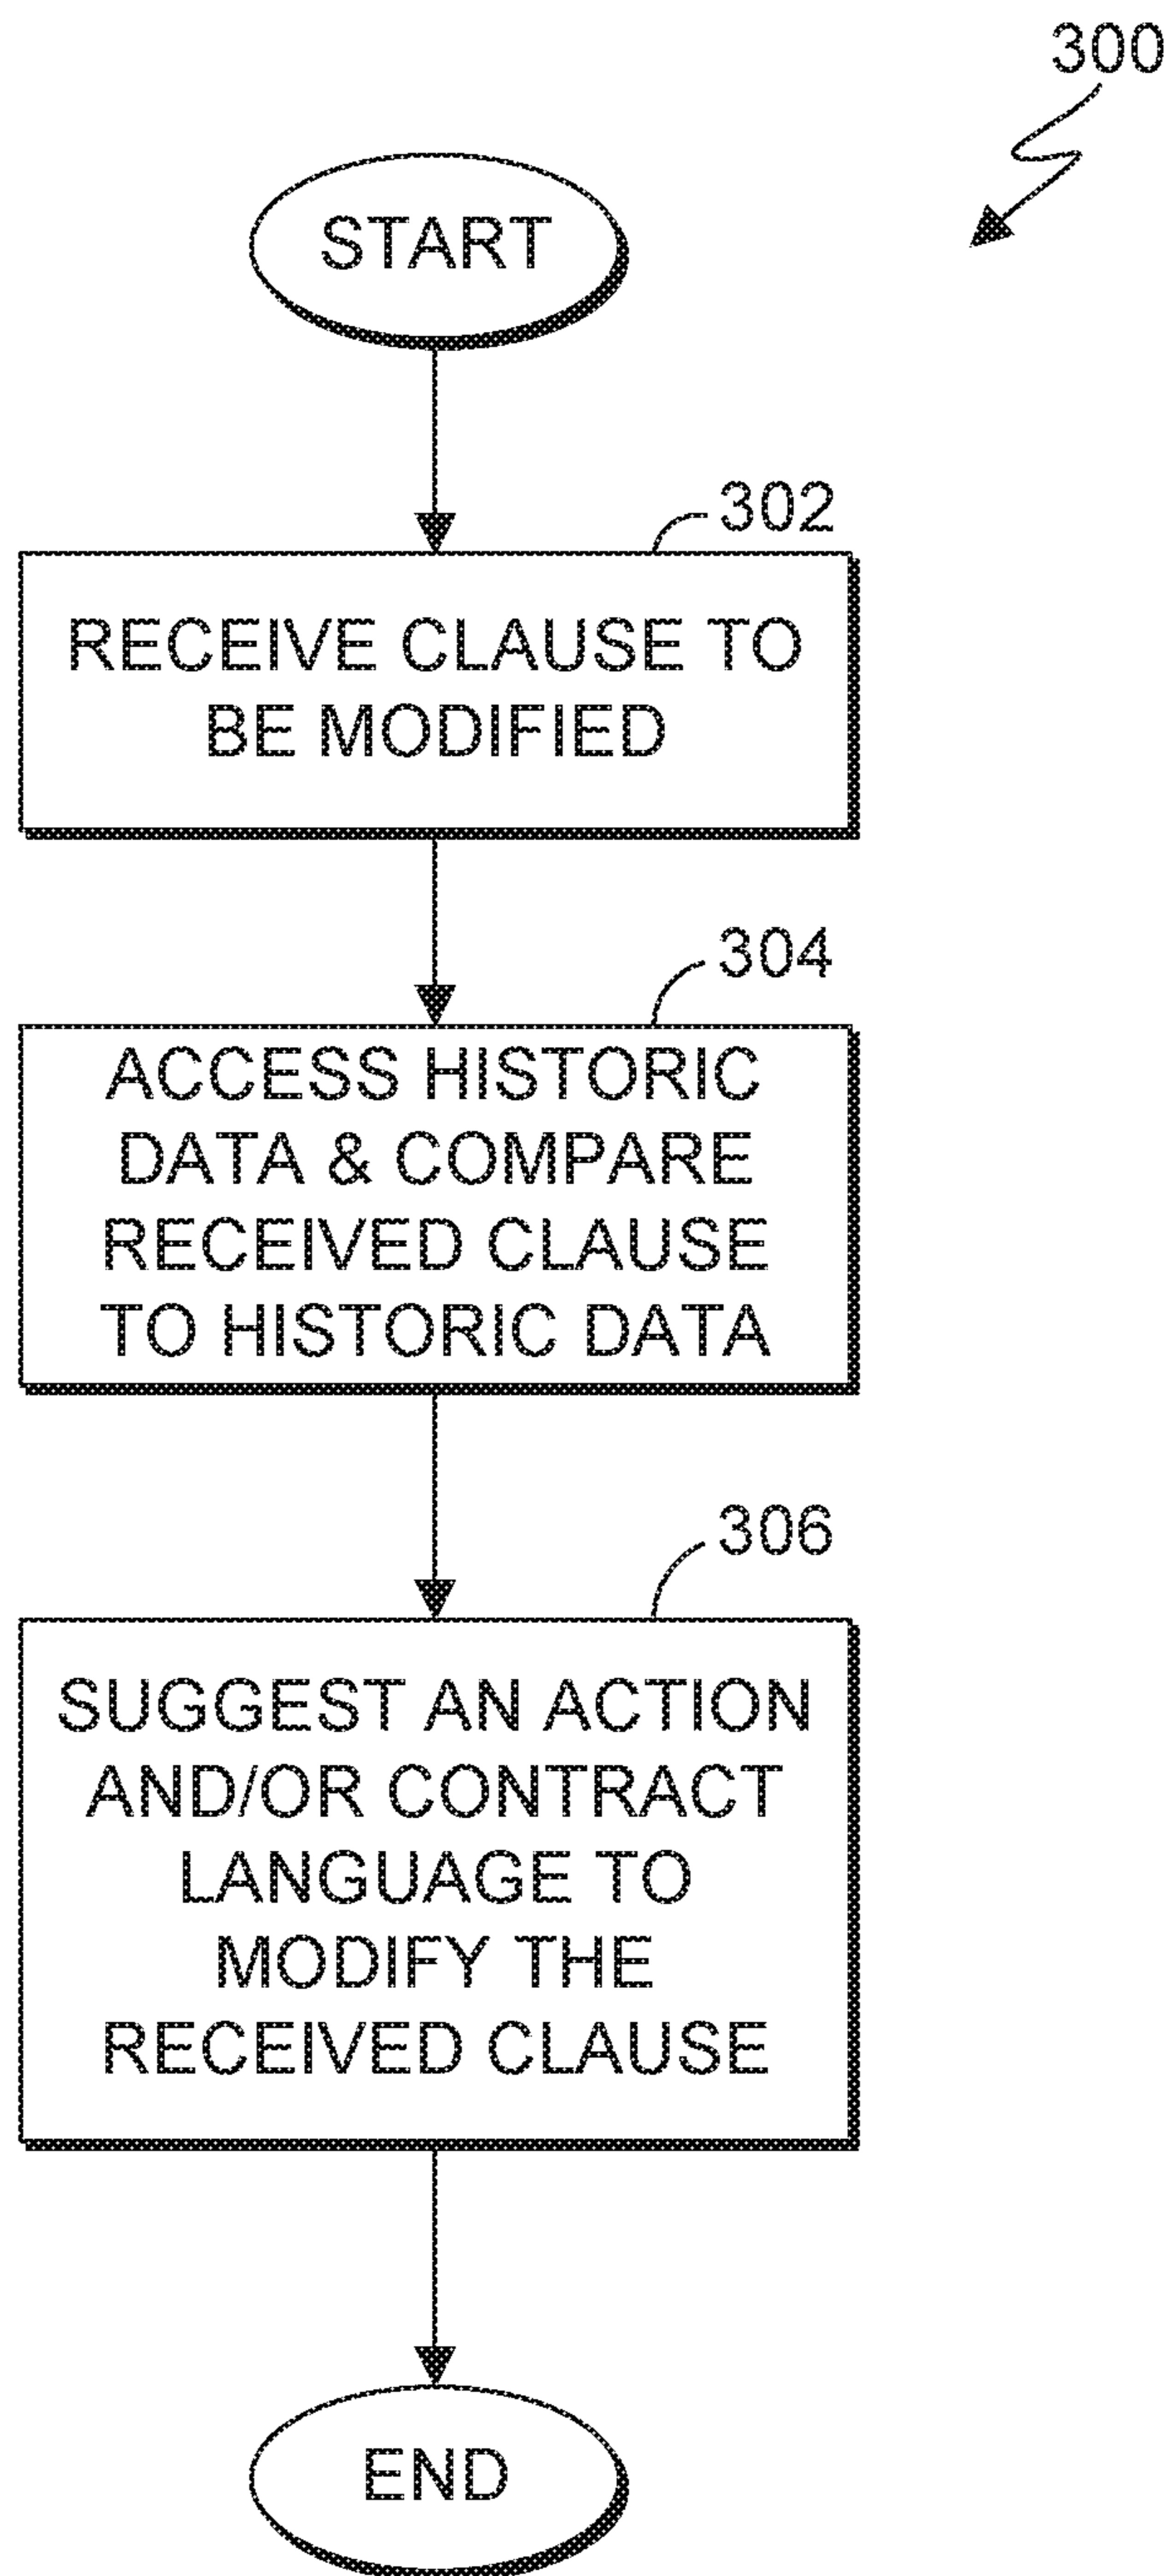 300
START
302
RECEIVE CLAUSE TO
BE MODIFIED
304
ACCESS HISTORIC
DATA & COMPARE
RECEIVED CLAUSE
TO HISTORIC DATA
306
SUGGEST AN ACTION
AND/OR CONTRACT
LANGUAGE TO
MODIFY THE
RECEIVED CLAUSE
END